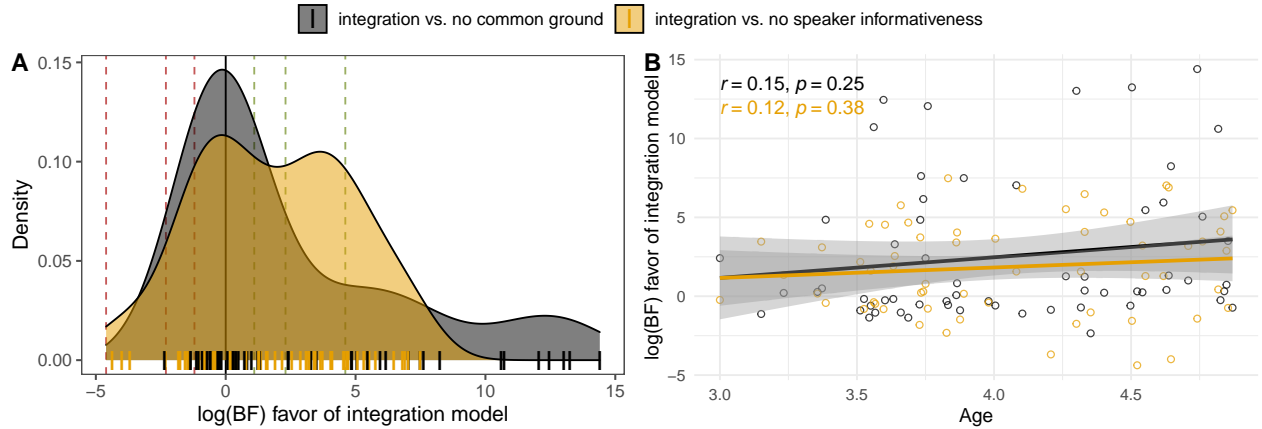 integration vs. no common ground
integration vs. no speaker informativeness
A
Density
0.15
0.10
0.05
0.00
−5
0
5
10
15
log(BF) favor of integration model
B
log(BF) favor of integration model
15
10
5
0
−5
r = 0.15, p = 0.25
r = 0.12, p = 0.38
3.0
3.5
4.0
4.5
Age